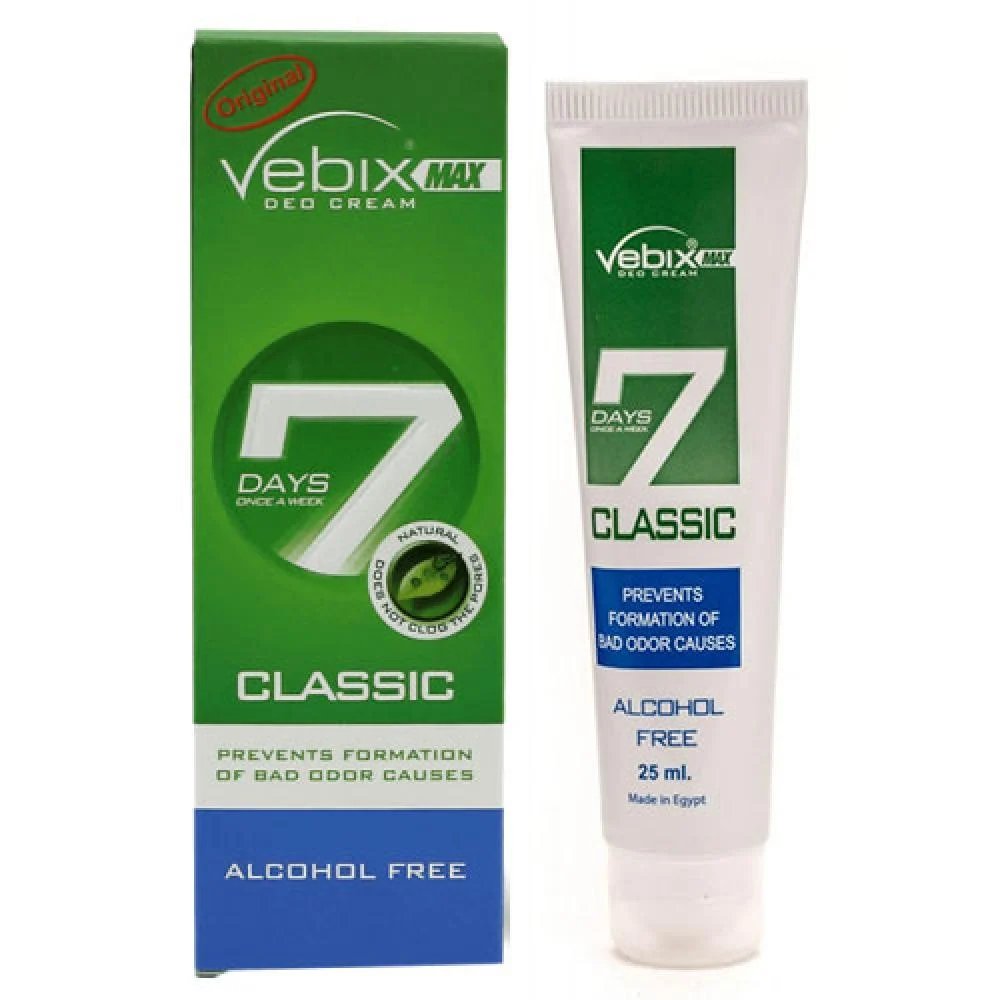 Original
Vebix MAX
DEO CREAM
7
DAYS
ONCE A WEEK
NATURAL
DOES NOT CLOG THE PORES
CLASSIC
PREVENTS FORMATION
OF BAD ODOR CAUSES
ALCOHOL FREE
Vebix® MAX
DEO CREAM
7
DAYS
ONCE A WEEK
CLASSIC
PREVENTS
FORMATION OF
BAD ODOR CAUSES
ALCOHOL
FREE
25 ml.
Made in Egypt